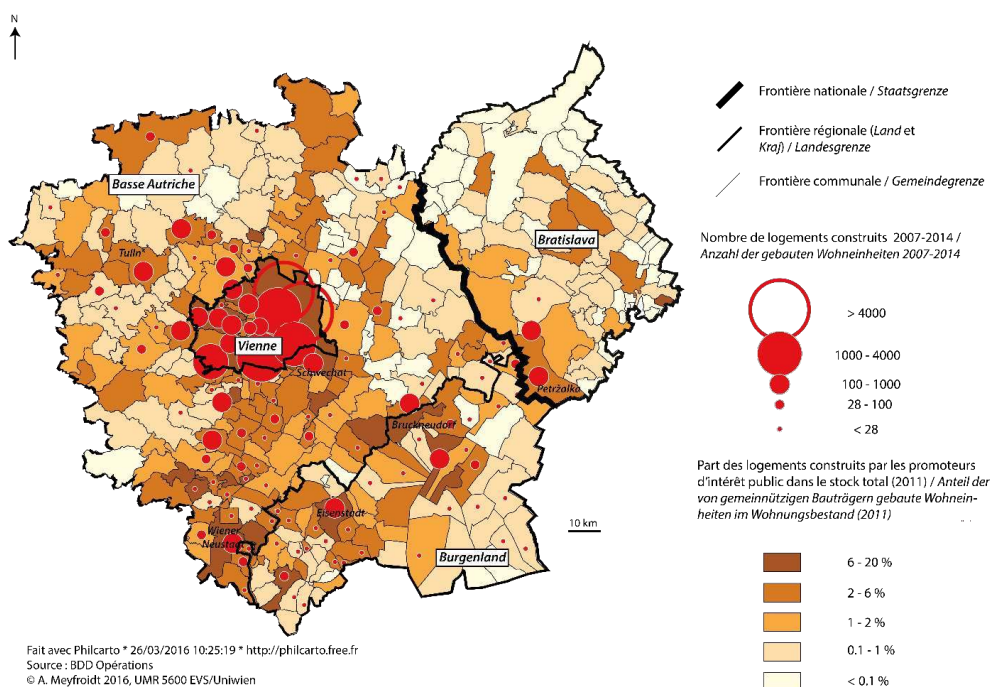 N
Basse Autriche
Bratislava
Tulln
Vienne
Schwechat
Petržalka
Bruckneudorf
Eisenstadt
Wiener
Neustadt
Burgenland
10 km
Frontière nationale / Staatsgrenze
Frontière régionale (Land et
Kraj) / Landesgrenze
Frontière communale / Gemeindegrenze
Nombre de logements construits 2007-2014 /
Anzahl der gebauten Wohneinheiten 2007-2014
> 4000
1000 - 4000
100 - 1000
28 - 100
< 28
Part des logements construits par les promoteurs
d'intérêt public dans le stock total (2011) / Anteil der
von gemeinnützigen Bauträgern gebaute Wohnein-
heiten im Wohnungsbestand (2011)
6 - 20 %
2 - 6 %
1 - 2 %
0.1 - 1 %
< 0.1 %
Fait avec Philcarto * 26/03/2016 10:25:19 * http://philcarto.free.fr
Source : BDD Opérations
© A. Meyfroidt 2016, UMR 5600 EVS/Uniwien